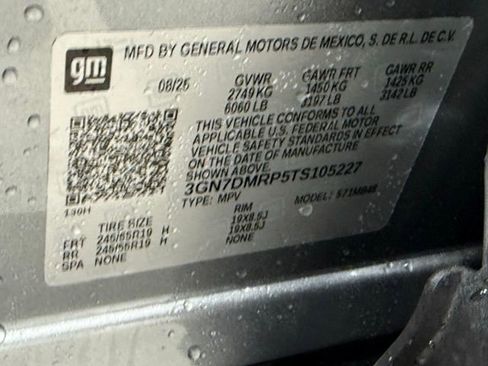 gm
MFD BY GENERAL MOTORS DE MEXICO, S. DE R.L. DE C.V.
08/25 GVWR GAWR FRT GAWR RR
2749 KG 1450 KG 1425 KG
6060 LB 3197 LB 3142 LB
THIS VEHICLE CONFORMS TO ALL
APPLICABLE U.S. FEDERAL MOTOR
VEHICLE SAFETY STANDARDS IN EFFECT
ON THE DATE OF MANUFACTURE
SHOWN ABOVE.
3GN7DMRP5TS105227
TYPE: MPV MODEL:
TIRE SIZE RIM
FRT 245/55R19 H 19X8.5J
RR 245/55R19 H 19X8.5J
SPA NONE NONE